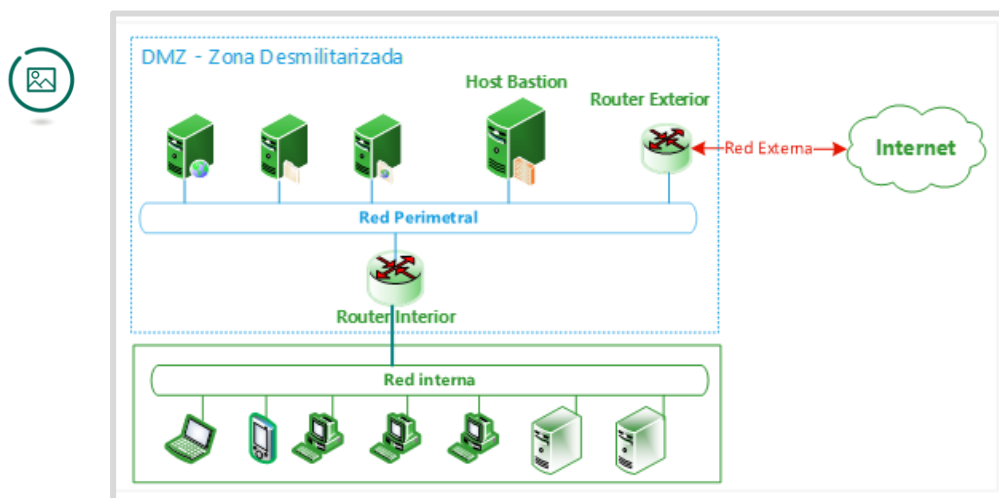 DMZ - Zona Desmilitarizada
Host Bastion
Router Exterior
Red Externa
Internet
Red Perimetral
Router Interior
Red interna